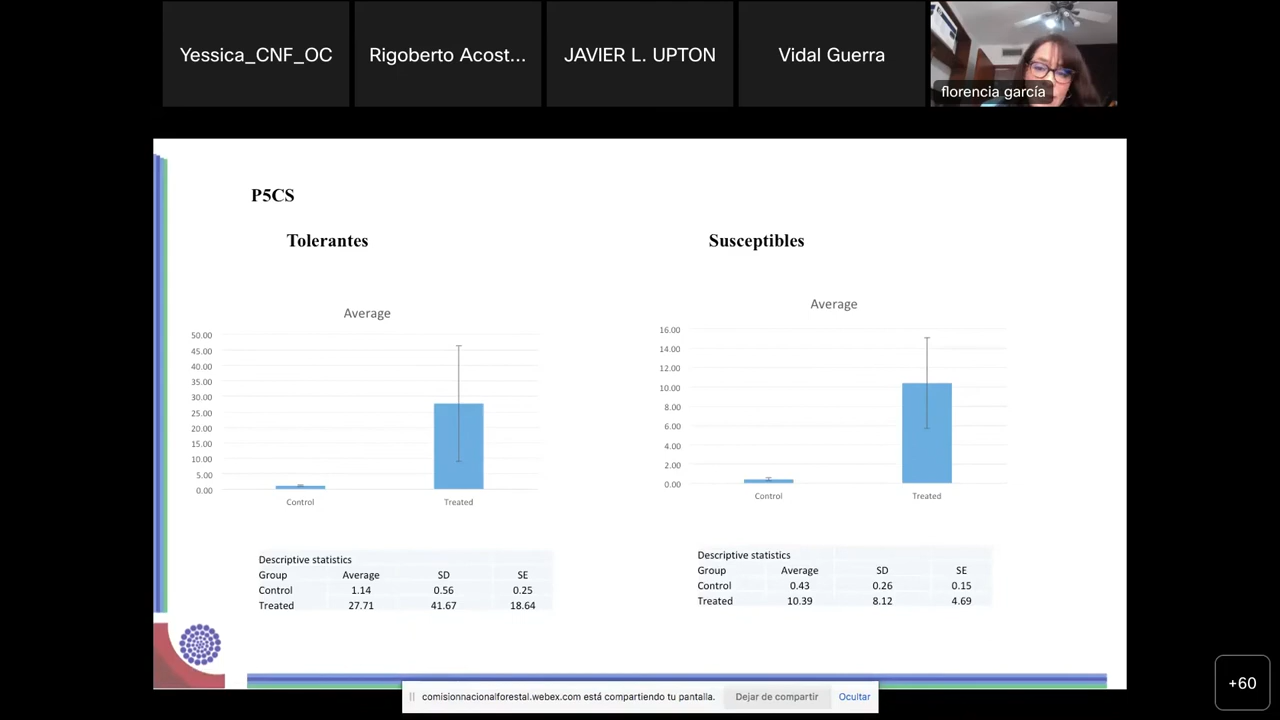 Yessica_CNF_OC
Rigoberto Acost...
JAVIER L. UPTON
Vidal Guerra
florencia garcía
P5CS
Tolerantes
Susceptibles
Average
50.00
45.00
40.00
35.00
30.00
25.00
20.00
15.00
10.00
5.00
0.00
Control Treated
Average
16.00
14.00
12.00
10.00
8.00
6.00
4.00
2.00
0.00
Control Treated
Descriptive statistics
Group Average SD SE
Control 1.14 0.56 0.25
Treated 27.71 41.67 18.64
Descriptive statistics
Group Average SD SE
Control 0.43 0.26 0.15
Treated 10.39 8.12 4.69
comisionnacionalforestal.webex.com está compartiendo tu pantalla. Dejar de compartir Ocultar
+60